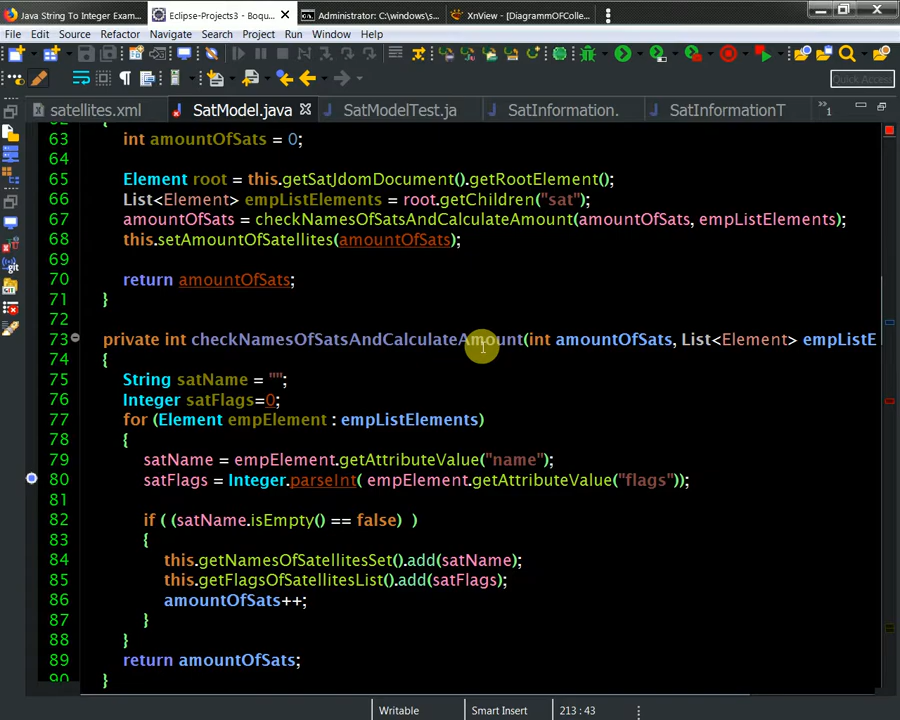 Java String To Integer Exam... Eclipse-Projects3 - Boqu... Administrator: C:\windows\s... XnView - [DiagrammOfColle...
File Edit Source Refactor Navigate Search Project Run Window Help
Quick Access
satellites.xml SatModel.java SatModelTest.ja SatInformation. SatInformationT »1
63 int amountOfSats = 0;
64
65 Element root = this.getSatJdomDocument().getRootElement();
66 List<Element> empListElements = root.getChildren("sat");
67 amountOfSats = checkNamesOfSatsAndCalculateAmount(amountOfSats, empListElements);
68 this.setAmountOfSatellites(amountOfSats);
69
70 return amountOfSats;
71 }
72
73 private int checkNamesOfSatsAndCalculateAmount(int amountOfSats, List<Element> empListE
74 {
75 String satName = "";
76 Integer satFlags=0;
77 for (Element empElement : empListElements)
78 {
79 satName = empElement.getAttributeValue("name");
80 satFlags = Integer.parseInt( empElement.getAttributeValue("flags"));
81
82 if ( (satName.isEmpty() == false) )
83 {
84 this.getNamesOfSatellitesSet().add(satName);
85 this.getFlagsOfSatellitesList().add(satFlags);
86 amountOfSats++;
87 }
88 }
89 return amountOfSats;
90 }
Writable Smart Insert 213 : 43